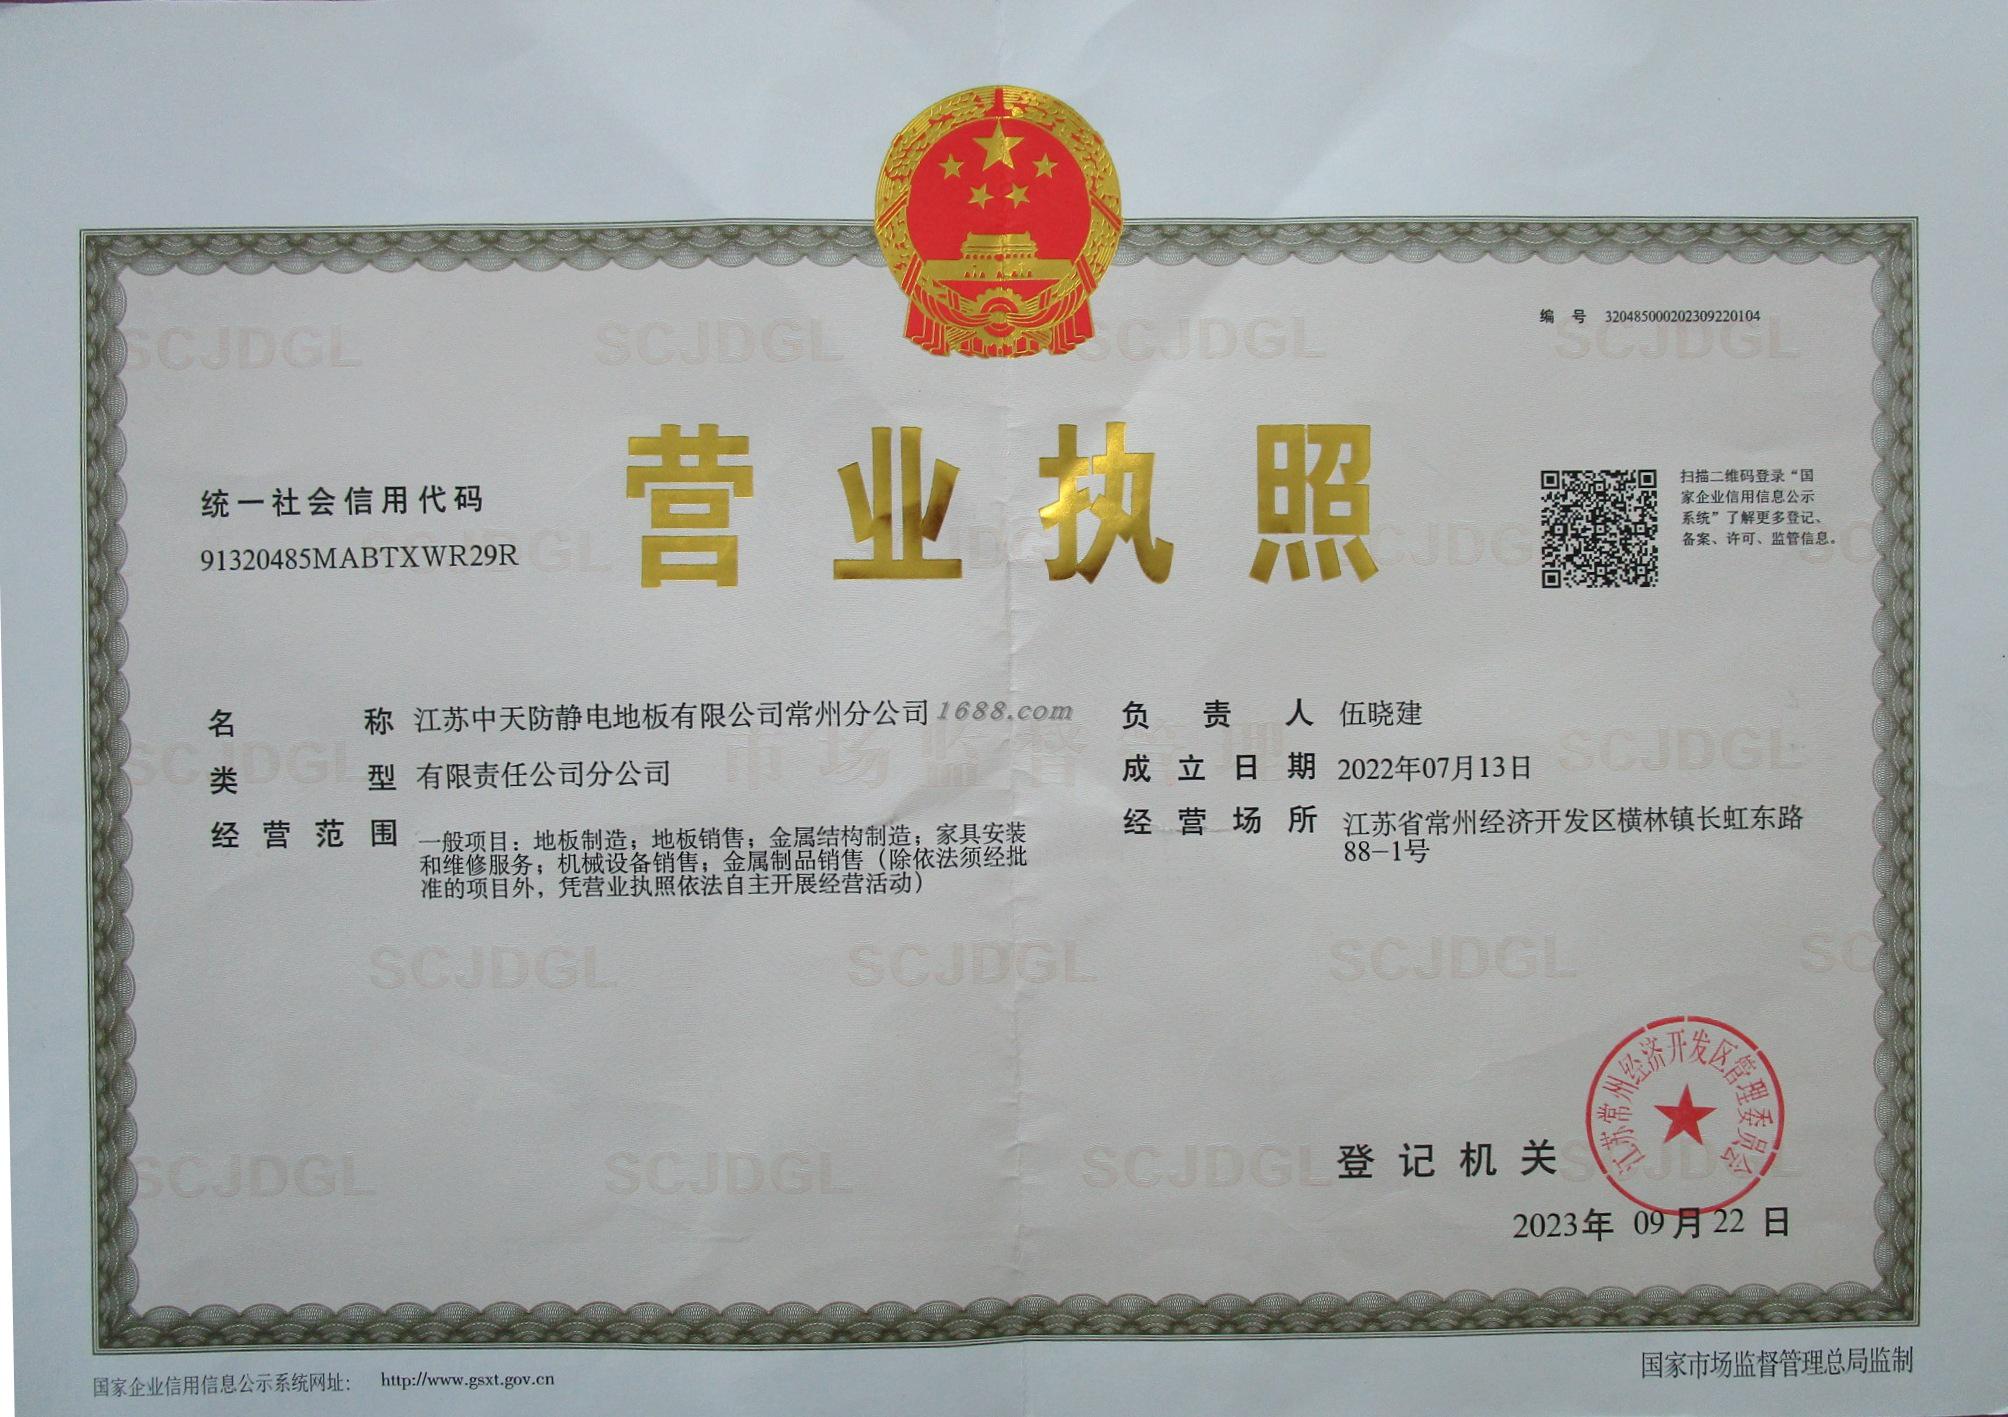 编 号 320485000202309220104
营业执照
统一社会信用代码
91320485MABTXWR29R
扫描二维码登录“国
家企业信用信息公示
系统”了解更多登记、
备案、许可、监管信息。
名 称 江苏中天防静电地板有限公司常州分公司
1688.com
类 型 有限责任公司分公司
经 营 范 围 一般项目：地板制造；地板销售；金属结构制造；家具安装
和维修服务；机械设备销售；金属制品销售（除依法须经批
准的项目外，凭营业执照依法自主开展经营活动）
负 责 人 伍晓建
成 立 日 期 2022年07月13日
经 营 场 所 江苏省常州经济开发区横林镇长虹东路
88-1号
市场监督管理
SCJDGL
江苏常州经济开发区管理委员会
登 记 机 关
2023年 09月22 日
国家企业信用信息公示系统网址： http://www.gsxt.gov.cn
国家市场监督管理总局监制